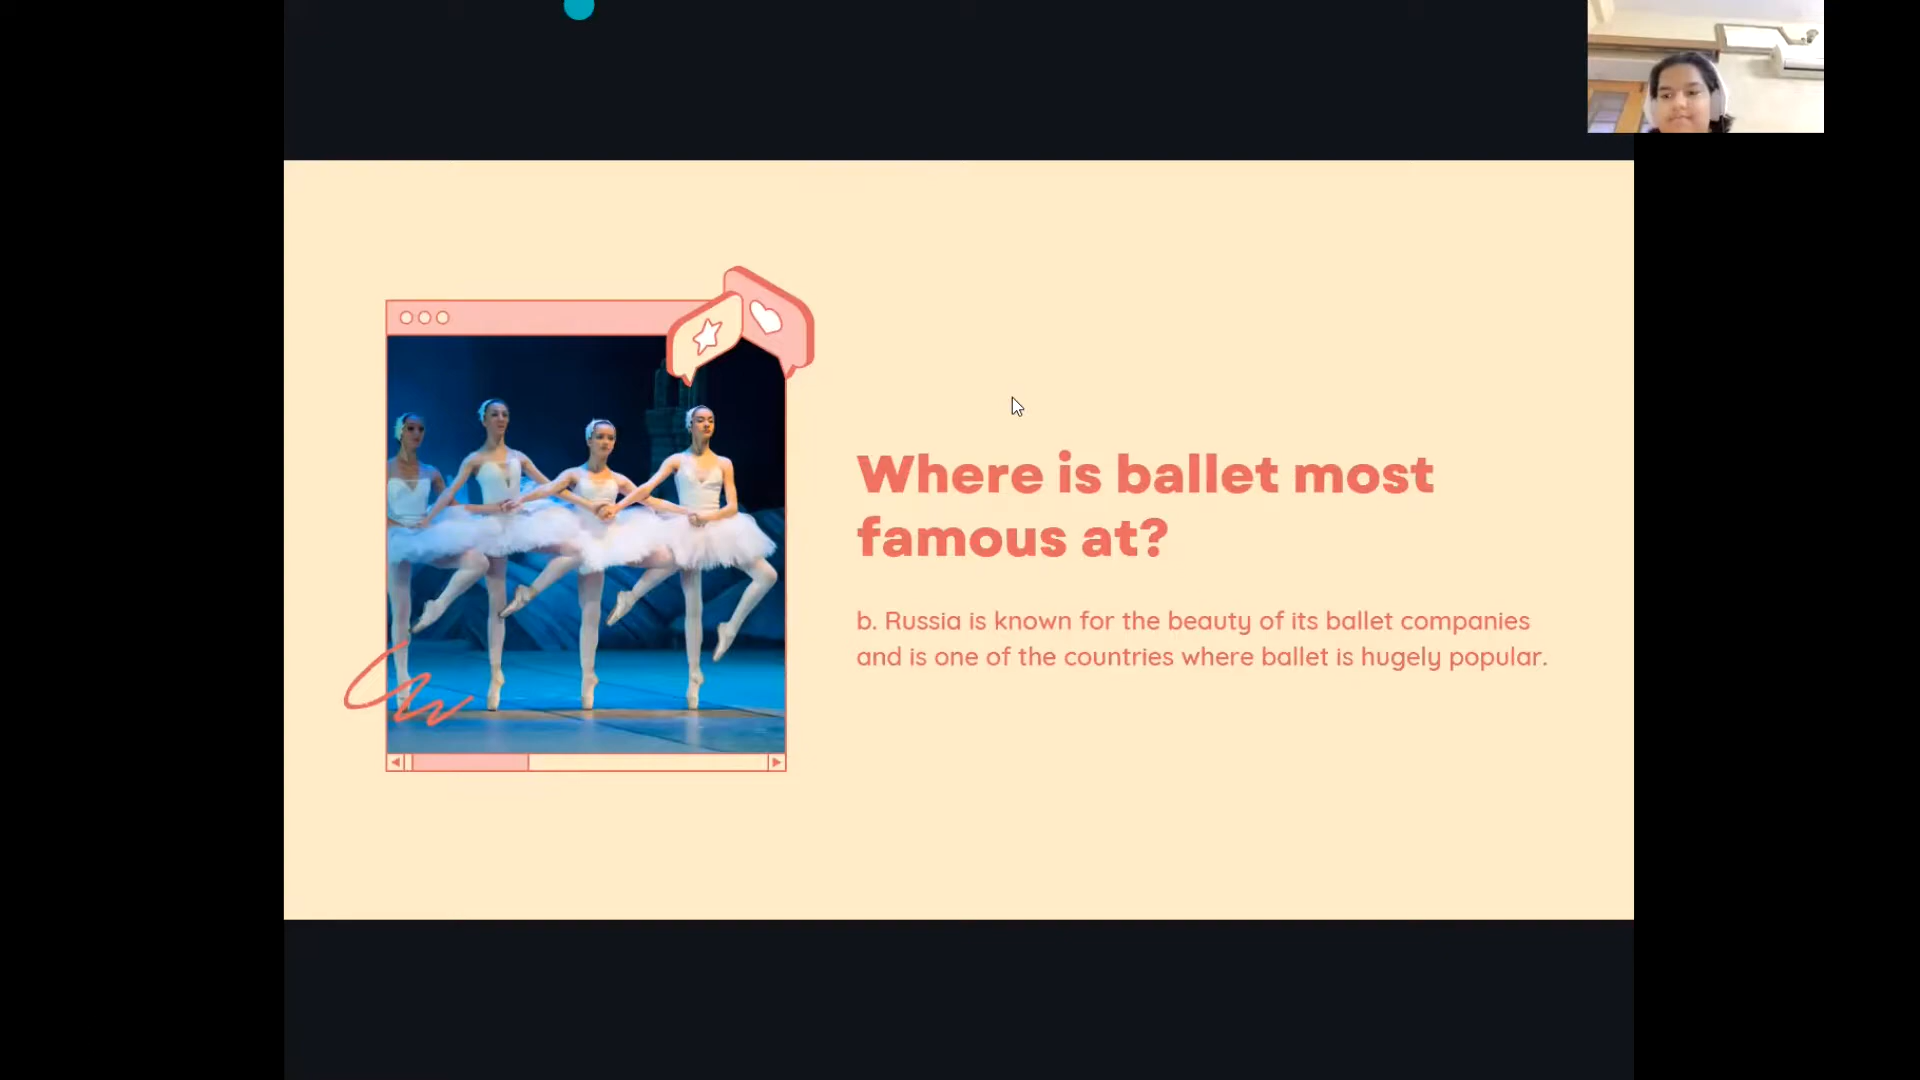 Where is ballet most
famous at?
b. Russia is known for the beauty of its ballet companies
and is one of the countries where ballet is hugely popular.